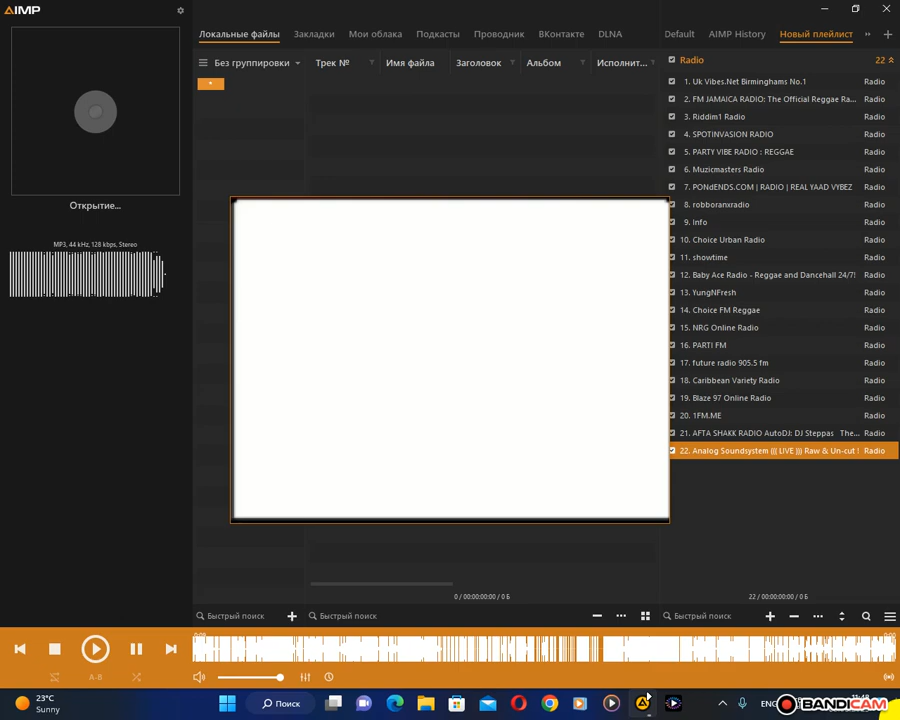 AIMP
Локальные файлы Закладки Мои облака Подкасты Проводник ВКонтакте DLNA
Default AIMP History Новый плейлист
Без группировки Трек № Имя файла Заголовок Альбом Исполнит...
*
Открытие...
MP3, 44 kHz, 128 kbps, Stereo
Radio 22
1. Uk Vibes.Net Birminghams No.1 Radio
2. FM JAMAICA RADIO: The Official Reggae Ra... Radio
3. Riddim1 Radio Radio
4. SPOTINVASION RADIO Radio
5. PARTY VIBE RADIO : REGGAE Radio
6. Muzicmasters Radio Radio
7. PONdENDS.COM | RADIO | REAL YAAD VYBEZ Radio
8. robboranxradio Radio
9. Info Radio
10. Choice Urban Radio Radio
11. showtime Radio
12. Baby Ace Radio - Reggae and Dancehall 24/7! Radio
13. YungNFresh Radio
14. Choice FM Reggae Radio
15. NRG Online Radio Radio
16. PARTI FM Radio
17. future radio 905.5 fm Radio
18. Caribbean Variety Radio Radio
19. Blaze 97 Online Radio Radio
20. 1FM.ME Radio
21. AFTA SHAKK RADIO AutoDJ: DJ Steppas The... Radio
22. Analog Soundsystem ((( LIVE ))) Raw & Un-cut ! Radio
0 / 00:00:00:00 / 0 Б
22 / 00:00:00:00 / 0 Б
Быстрый поиск Быстрый поиск Быстрый поиск
A-B
23°C
Sunny
Поиск
ENG
BANDICAM